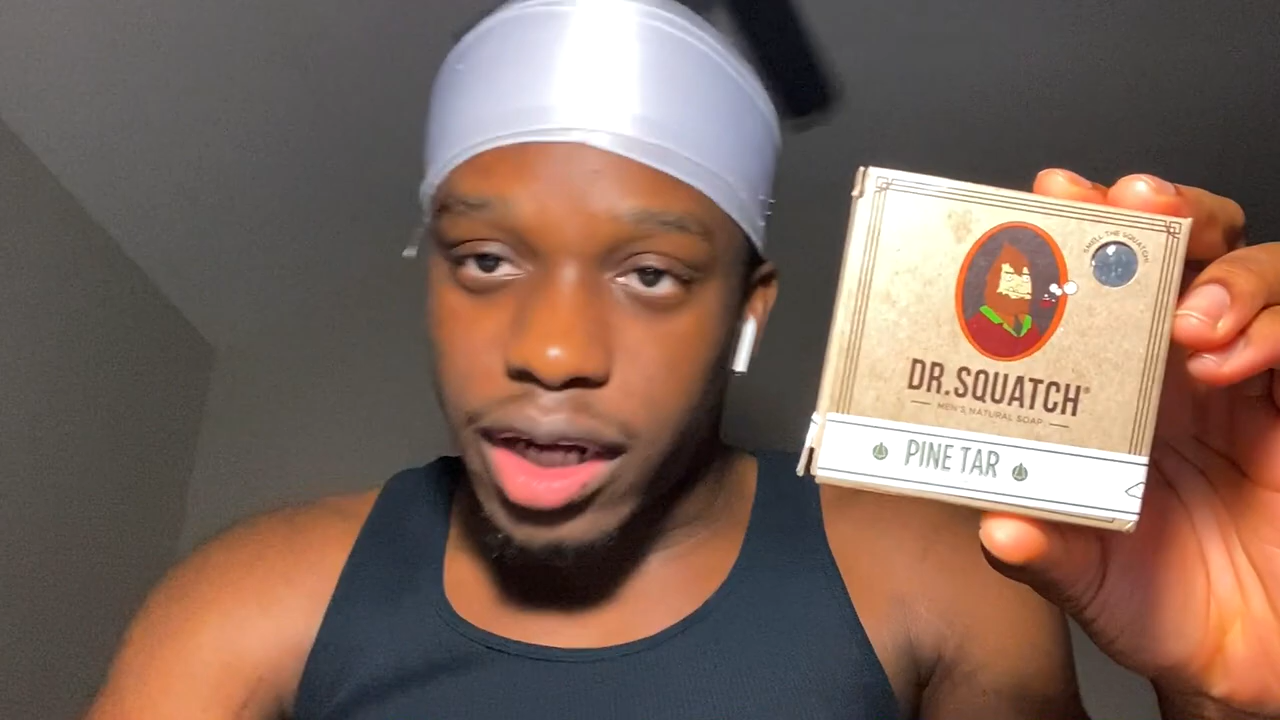 SMELL THE SQUATCH!
DR.SQUATCH®
MEN'S NATURAL SOAP
PINE TAR